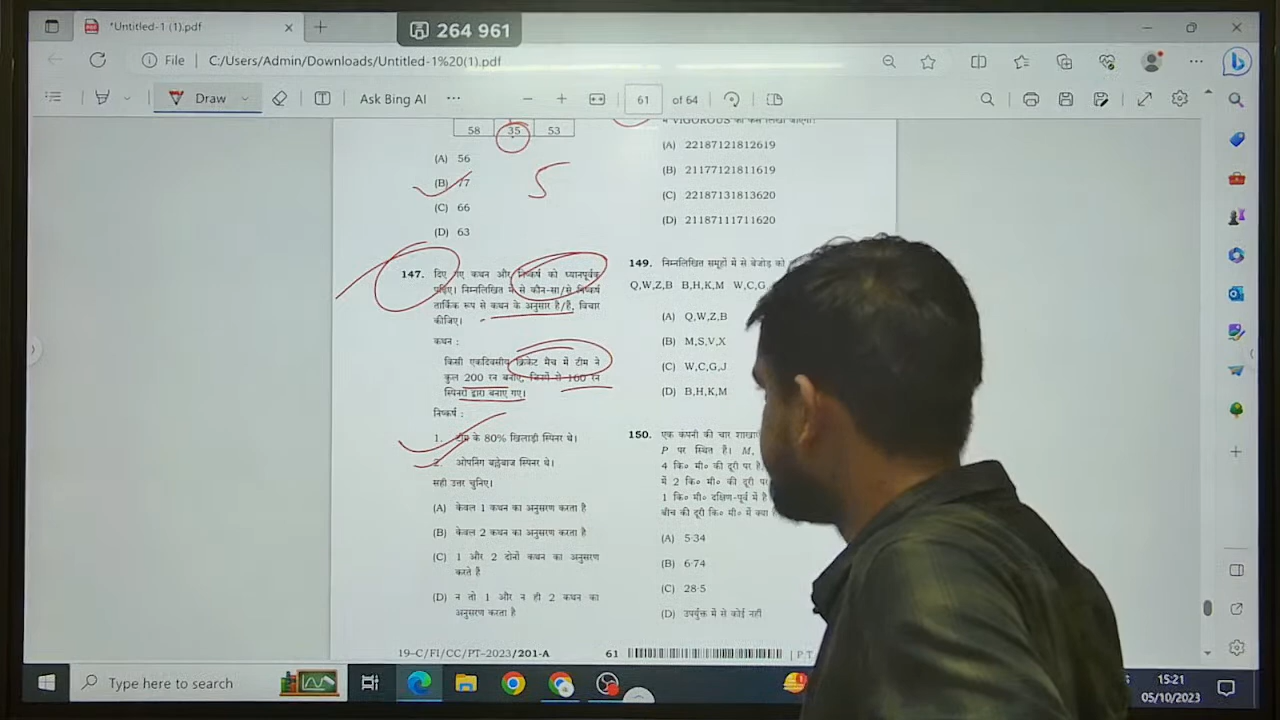 *Untitled-1 (1).pdf
264 961
File | C:/Users/Admin/Downloads/Untitled-1%20(1).pdf
Draw
Ask Bing AI
61 of 64
58 35 53
(A) 56
(B) 77
(C) 66
(D) 63
5
147. दिए गए कथन और निष्कर्ष को ध्यानपूर्वक
पढ़िए। निम्नलिखित में से कौन-सा/से निष्कर्ष
तार्किक रूप से कथन के अनुसार है/हैं, विचार
कीजिए।
कथन :
किसी एकदिवसीय क्रिकेट मैच में टीम ने
कुल 200 रन बनाए, जिनमें से 160 रन
स्पिनरों द्वारा बनाए गए।
निष्कर्ष :
1. टीम के 80% खिलाड़ी स्पिनर थे।
2. ओपनिंग बल्लेबाज स्पिनर थे।
सही उत्तर चुनिए।
(A) केवल 1 कथन का अनुसरण करता है
(B) केवल 2 कथन का अनुसरण करता है
(C) 1 और 2 दोनों कथन का अनुसरण
करते हैं
(D) न तो 1 और न ही 2 कथन का
अनुसरण करता है
में VIGOROUS को कैसे लिखा जाएगा?
(A) 22187121812619
(B) 21177121811619
(C) 22187131813620
(D) 21187111711620
149. निम्नलिखित समूहों में से बेजोड़ को
Q,W,Z,B B,H,K,M W,C,G
(A) Q,W,Z,B
(B) M,S,V,X
(C) W,C,G,J
(D) B,H,K,M
150. एक कंपनी की चार
P पर स्थित है। M,
4 कि० मी० की दूरी पर है
में 2 कि० मी० की दूरी
1 कि० मी० दक्षिण-पूर्व में है
बीच की दूरी कि० मी० में क्या
(A) 5·34
(B) 6·74
(C) 28·5
(D) उपर्युक्त में से कोई नहीं
19-C/FI/CC/PT-2023/201-A
61
[ P.T.
Type here to search
15:21
05/10/2023